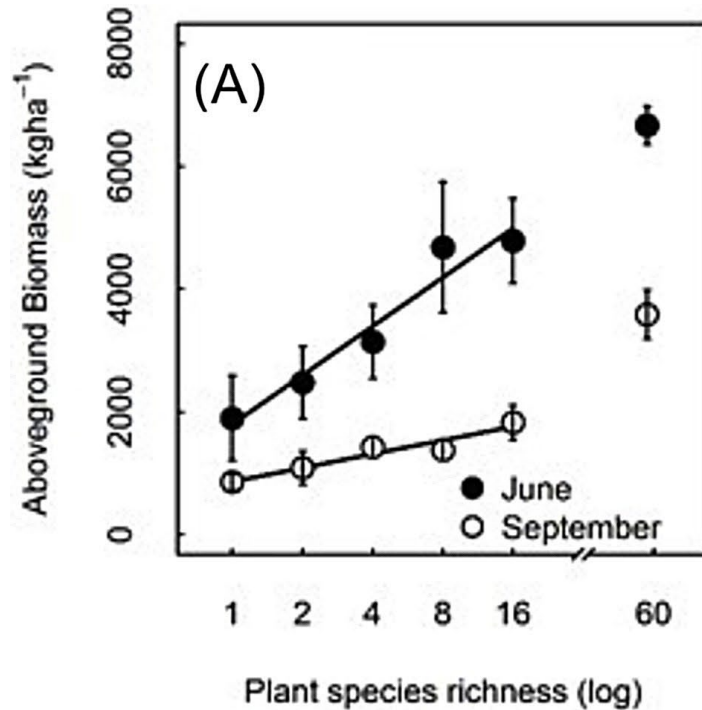 (A)
Aboveground Biomass (kgha⁻¹)
8000
6000
4000
2000
0
June
September
1 2 4 8 16 60
Plant species richness (log)